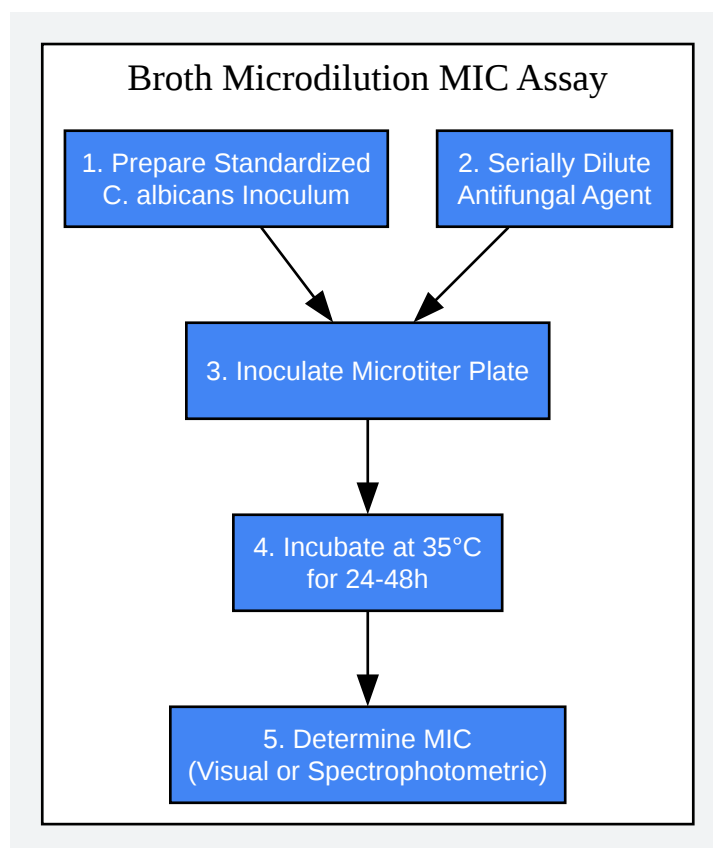 Broth Microdilution MIC Assay
1. Prepare Standardized
C. albicans Inoculum
2. Serially Dilute
Antifungal Agent
3. Inoculate Microtiter Plate
4. Incubate at 35°C
for 24-48h
5. Determine MIC
(Visual or Spectrophotometric)